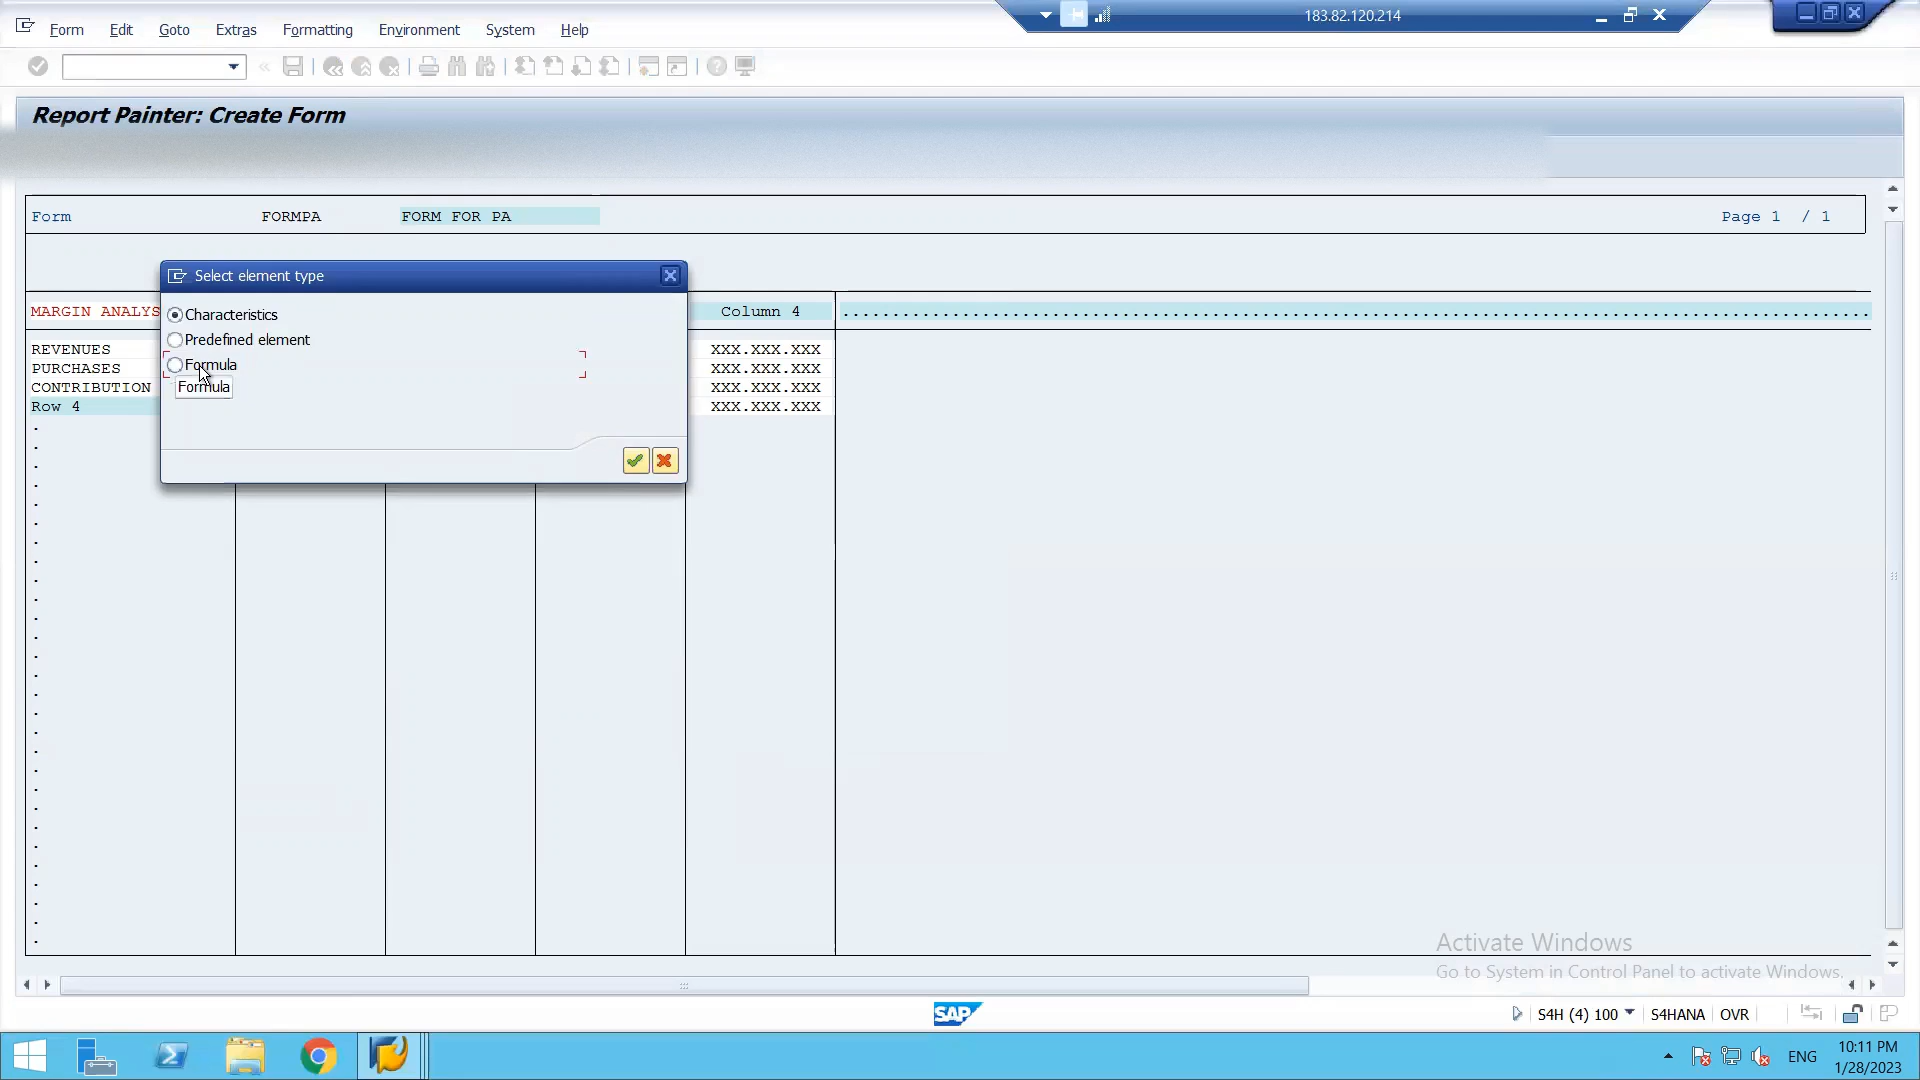 183.82.120.214
Form Edit Goto Extras Formatting Environment System Help
Report Painter: Create Form
Form FORMPA FORM FOR PA Page 1 / 1
Select element type
MARGIN ANALYS Column 4
Characteristics
Predefined element
REVENUES XXX.XXX.XXX
Formula
PURCHASES XXX.XXX.XXX
Formula
CONTRIBUTION XXX.XXX.XXX
Row 4 XXX.XXX.XXX
Activate Windows
Go to System in Control Panel to activate Windows.
SAP
S4H (4) 100 S4HANA OVR
ENG
10:11 PM
1/28/2023